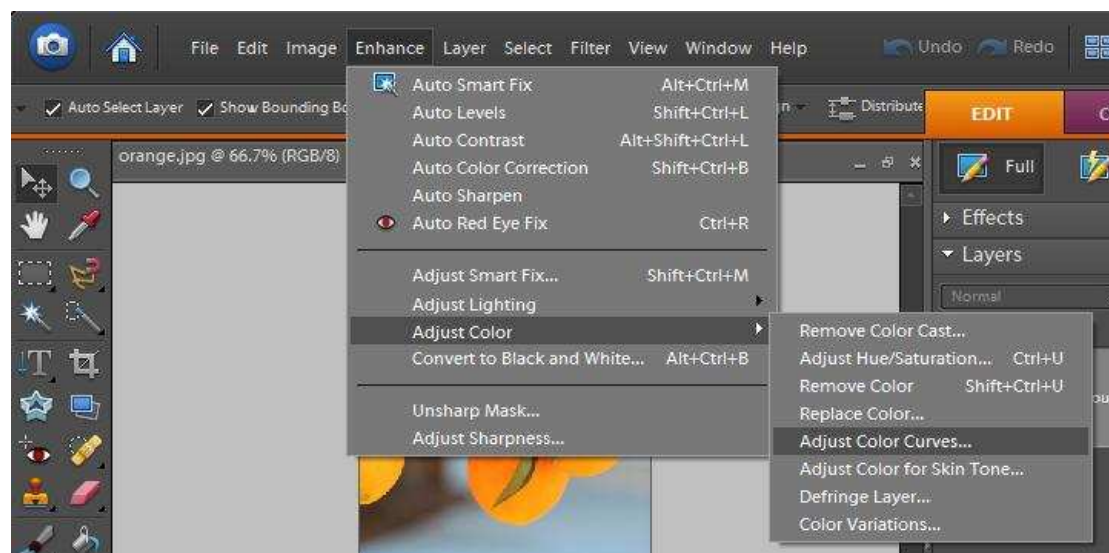 File Edit Image Enhance Layer Select Filter View Window Help Undo Redo
Auto Select Layer Show Bounding Distribute
EDIT
orange.jpg @ 66.7% (RGB/8)
Full
Effects
Layers
Normal
Auto Smart Fix Alt+Ctrl+M
Auto Levels Shift+Ctrl+L
Auto Contrast Alt+Shift+Ctrl+L
Auto Color Correction Shift+Ctrl+B
Auto Sharpen
Auto Red Eye Fix Ctrl+R
Adjust Smart Fix... Shift+Ctrl+M
Adjust Lighting
Adjust Color
Convert to Black and White... Alt+Ctrl+B
Unsharp Mask...
Adjust Sharpness...
Remove Color Cast...
Adjust Hue/Saturation... Ctrl+U
Remove Color Shift+Ctrl+U
Replace Color...
Adjust Color Curves...
Adjust Color for Skin Tone...
Defringe Layer...
Color Variations...